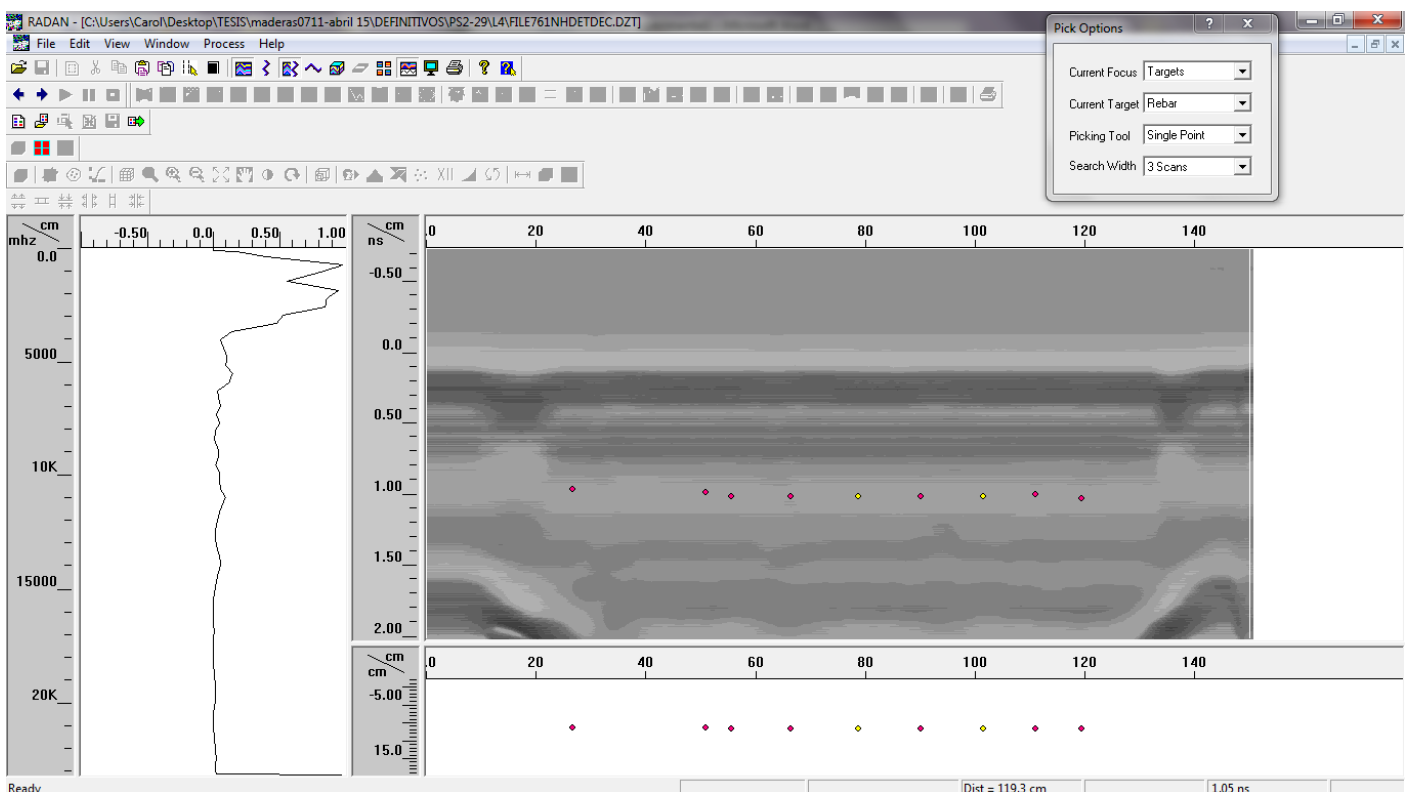 RADAN - [C:\Users\Carol\Desktop\TESIS\maderas0711-abril 15\DEFINITIVOS\PS2-29\L4\FILE761NHDETDEC.DZT]
File Edit View Window Process Help
Pick Options
Current Focus Targets
Current Target Rebar
Picking Tool Single Point
Search Width 3 Scans
XII
cm
mhz
-0.50 0.0 0.50 1.00
cm
ns
.0 20 40 60 80 100 120 140
0.0
5000
10K
15000
20K
-0.50
0.0
0.50
1.00
1.50
2.00
cm
cm
.0 20 40 60 80 100 120 140
-5.00
15.0
Ready
Dist = 119.3 cm
1.05 ns